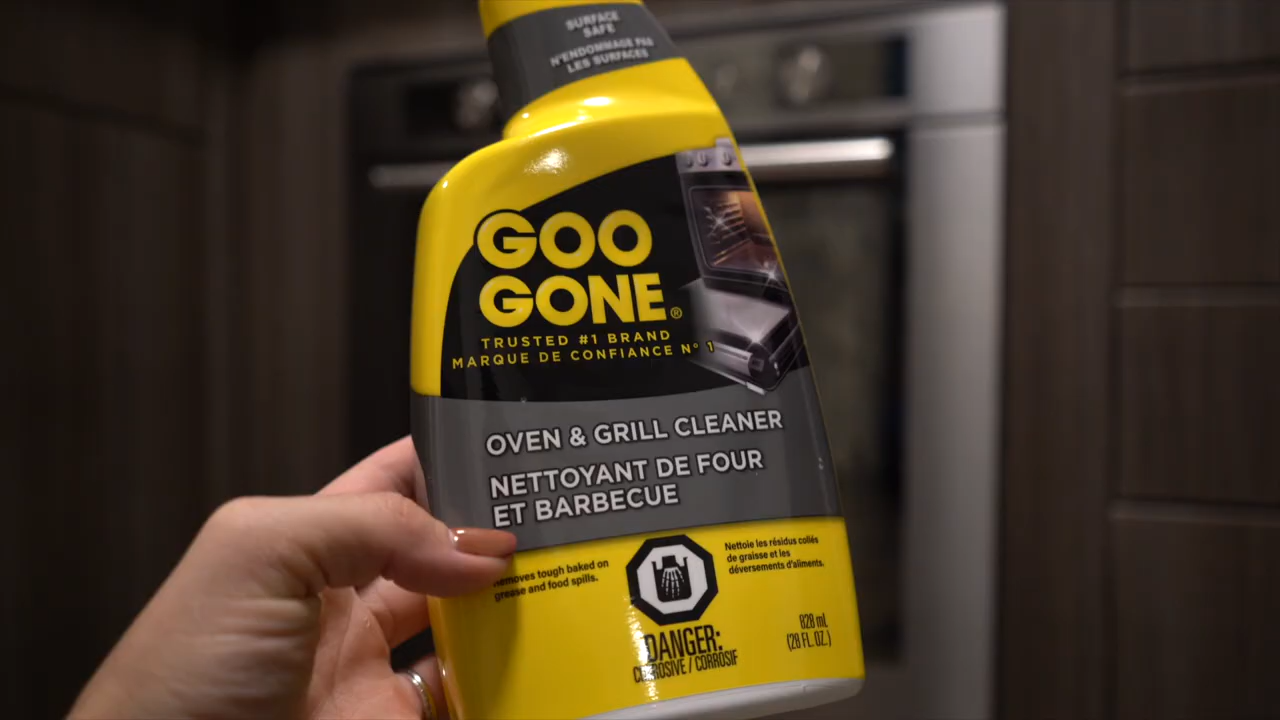 SURFACE
SAFE
N'ENDOMMAGE PAS
LES SURFACES
GOO
GONE®
TRUSTED #1 BRAND
MARQUE DE CONFIANCE N° 1
OVEN & GRILL CLEANER
NETTOYANT DE FOUR
ET BARBECUE
Removes tough baked on
grease and food spills.
Nettoie les résidus collés
de graisse et les
déversements d'aliments.
DANGER:
CORROSIVE / CORROSIF
828 mL
(28 FL. OZ.)